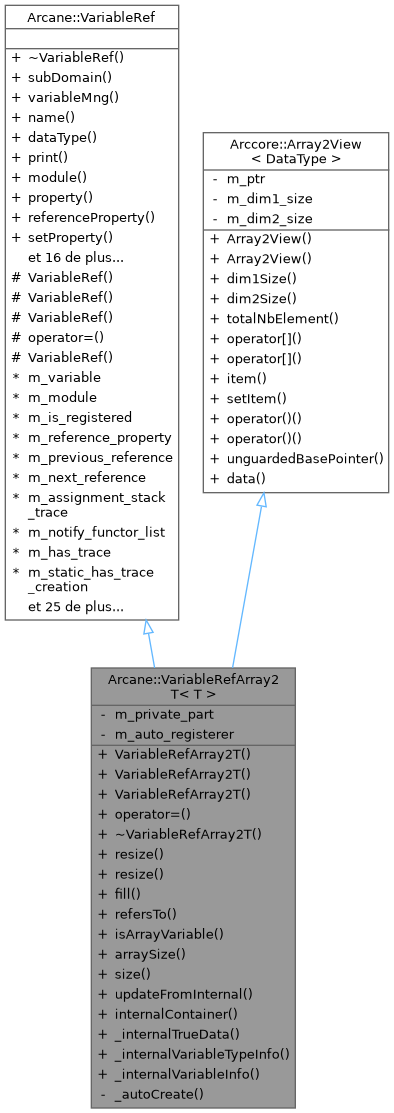 Arcane::VariableRef
+ ~VariableRef()
+ subDomain()
+ variableMng()
+ name()
+ dataType()
+ print()
+ module()
+ property()
+ referenceProperty()
+ setProperty()
et 16 de plus...
# VariableRef()
# VariableRef()
# VariableRef()
# operator=()
# VariableRef()
* m_variable
* m_module
* m_is_registered
* m_reference_property
* m_previous_reference
* m_next_reference
* m_assignment_stack
_trace
* m_notify_functor_list
* m_has_trace
* m_static_has_trace
_creation
et 25 de plus...
Arccore::Array2View
< DataType >
- m_ptr
- m_dim1_size
- m_dim2_size
+ Array2View()
+ Array2View()
+ dim1Size()
+ dim2Size()
+ totalNbElement()
+ operator[]()
+ operator[]()
+ item()
+ setItem()
+ operator()()
+ operator()()
+ unguardedBasePointer()
+ data()
Arcane::VariableRefArray2
T< T >
- m_private_part
- m_auto_registerer
+ VariableRefArray2T()
+ VariableRefArray2T()
+ VariableRefArray2T()
+ operator=()
+ ~VariableRefArray2T()
+ resize()
+ resize()
+ fill()
+ refersTo()
+ isArrayVariable()
+ arraySize()
+ size()
+ updateFromInternal()
+ internalContainer()
+ _internalTrueData()
+ _internalVariableTypeInfo()
+ _internalVariableInfo()
- _autoCreate()